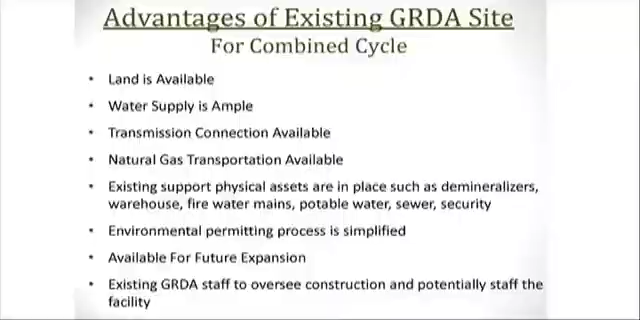 Advantages of Existing GRDA Site
For Combined Cycle
• Land is Available
• Water Supply is Ample
• Transmission Connection Available
• Natural Gas Transportation Available
• Existing support physical assets are in place such as demineralizers,
warehouse, fire water mains, potable water, sewer, security
• Environmental permitting process is simplified
• Available For Future Expansion
• Existing GRDA staff to oversee construction and potentially staff the
facility